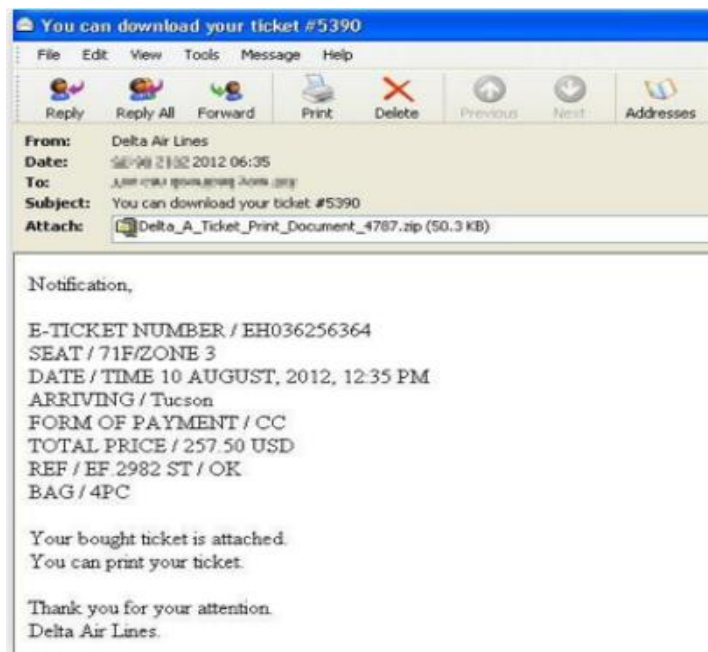 You can download your ticket #5390
File Edit View Tools Message Help
Reply Reply All Forward Print Delete Previous Next Addresses
From: Delta Air Lines
Date: 2012 06:35
To:
Subject: You can download your ticket #5390
Attach: Delta_A_Ticket_Print_Document_4787.zip (50.3 KB)
Notification,
E-TICKET NUMBER / EH036256364
SEAT / 71F/ZONE 3
DATE / TIME 10 AUGUST, 2012, 12:35 PM
ARRIVING / Tucson
FORM OF PAYMENT / CC
TOTAL PRICE / 257.50 USD
REF / EF.2982 ST / OK
BAG / 4PC
Your bought ticket is attached.
You can print your ticket.
Thank you for your attention.
Delta Air Lines.